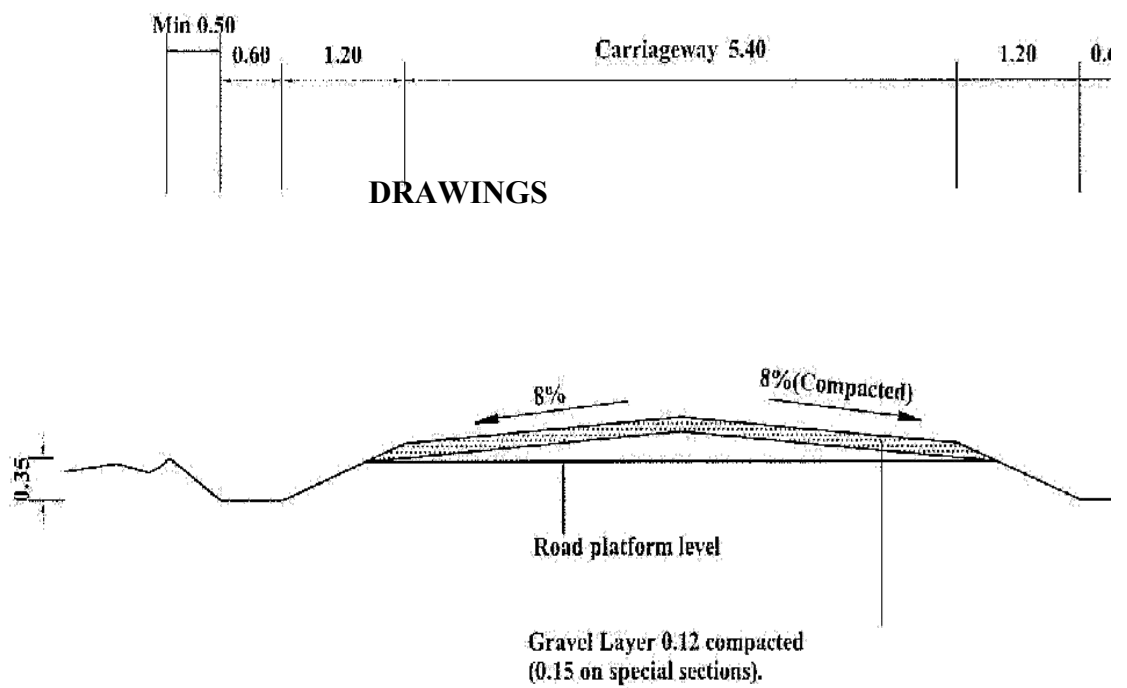 Min 0.50
0.60 1.20 Carriageway 5.40 1.20
DRAWINGS
8% 8%(Compacted)
0.35
Road platform level
Gravel Layer 0.12 compacted
(0.15 on special sections).